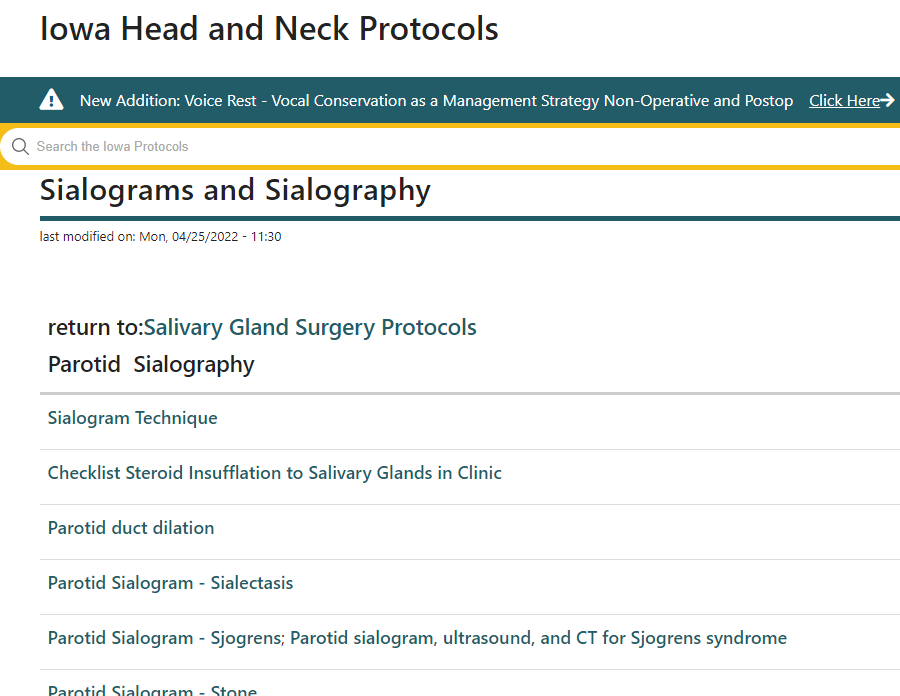 Iowa Head and Neck Protocols
New Addition: Voice Rest - Vocal Conservation as a Management Strategy Non-Operative and Postop Click Here
Search the Iowa Protocols
Sialograms and Sialography
last modified on: Mon, 04/25/2022 - 11:30
return to:Salivary Gland Surgery Protocols
Parotid Sialography
Sialogram Technique
Checklist Steroid Insufflation to Salivary Glands in Clinic
Parotid duct dilation
Parotid Sialogram - Sialectasis
Parotid Sialogram - Sjogrens; Parotid sialogram, ultrasound, and CT for Sjogrens syndrome
Parotid Sialogram - Stone